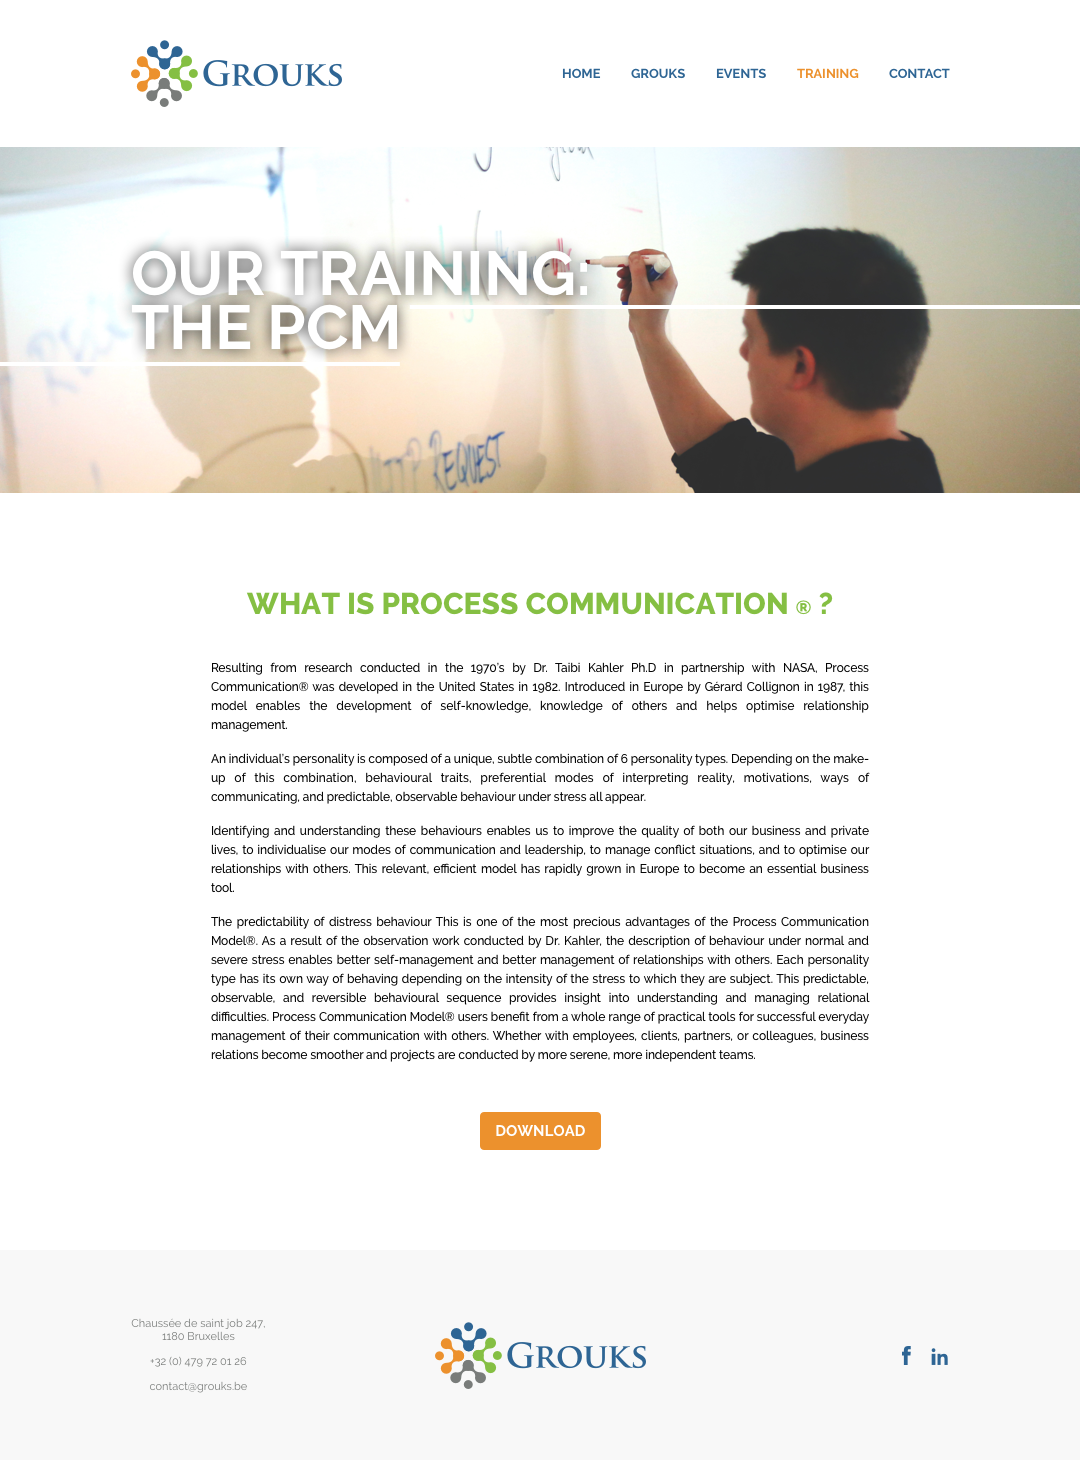 GROUKS
HOME GROUKS EVENTS TRAINING CONTACT
OUR TRAINING:
THE PCM
REQUEST
WHAT IS PROCESS COMMUNICATION ® ?
Resulting from research conducted in the 1970's by Dr. Taibi Kahler Ph.D in partnership with NASA, Process
Communication® was developed in the United States in 1982. Introduced in Europe by Gérard Collignon in 1987, this
model enables the development of self-knowledge, knowledge of others and helps optimise relationship
management.
An individual's personality is composed of a unique, subtle combination of 6 personality types. Depending on the make-
up of this combination, behavioural traits, preferential modes of interpreting reality, motivations, ways of
communicating, and predictable, observable behaviour under stress all appear.
Identifying and understanding these behaviours enables us to improve the quality of both our business and private
lives, to individualise our modes of communication and leadership, to manage conflict situations, and to optimise our
relationships with others. This relevant, efficient model has rapidly grown in Europe to become an essential business
tool.
The predictability of distress behaviour This is one of the most precious advantages of the Process Communication
Model®. As a result of the observation work conducted by Dr. Kahler, the description of behaviour under normal and
severe stress enables better self-management and better management of relationships with others. Each personality
type has its own way of behaving depending on the intensity of the stress to which they are subject. This predictable,
observable, and reversible behavioural sequence provides insight into understanding and managing relational
difficulties. Process Communication Model® users benefit from a whole range of practical tools for successful everyday
management of their communication with others. Whether with employees, clients, partners, or colleagues, business
relations become smoother and projects are conducted by more serene, more independent teams.
DOWNLOAD
Chaussée de saint job 247,
1180 Bruxelles
+32 (0) 479 72 01 26
contact@grouks.be
GROUKS
f in